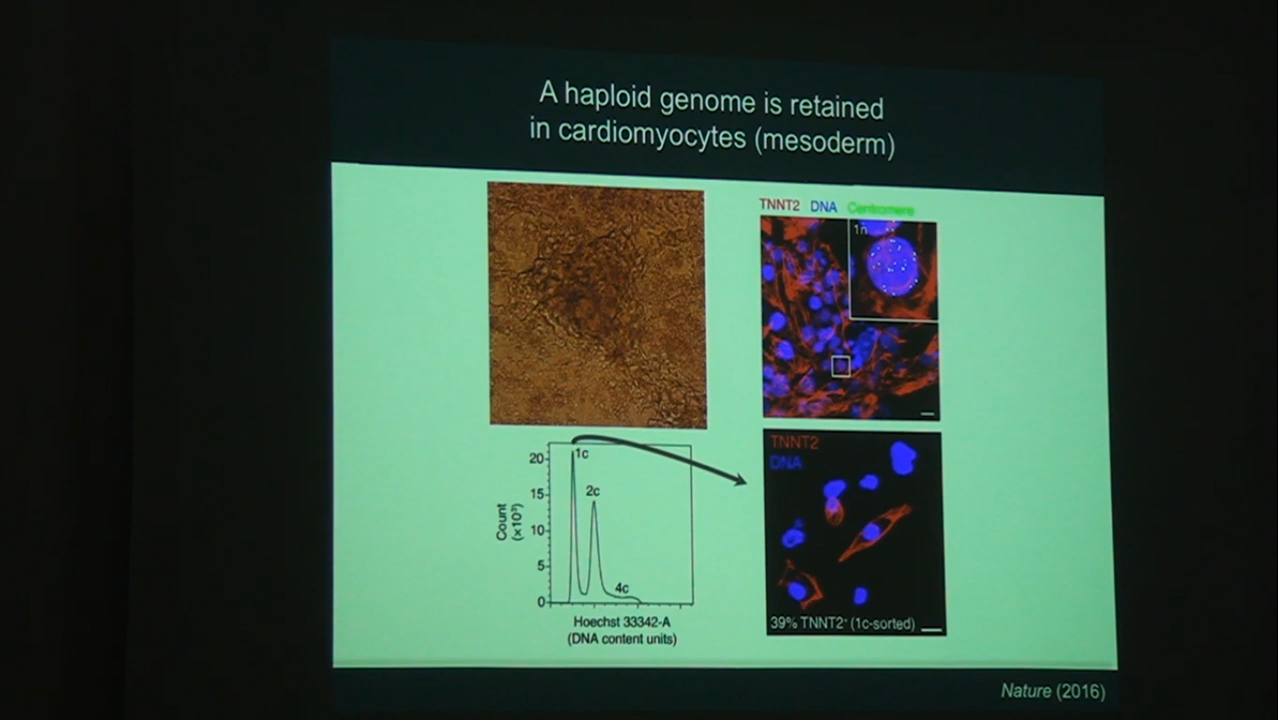 A haploid genome is retained
in cardiomyocytes (mesoderm)
TNNT2 DNA Centromere
1n
20
15
10
5
0
Count
(×10³)
1c
2c
4c
Hoechst 33342-A
(DNA content units)
TNNT2
DNA
39% TNNT2⁺ (1c-sorted)
Nature (2016)